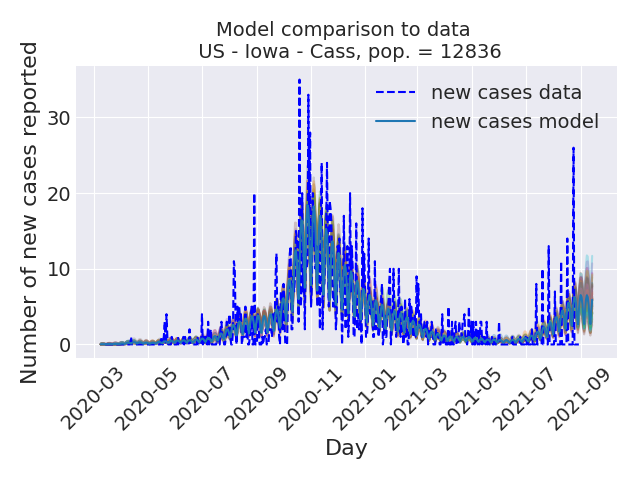 Model comparison to data
US - Iowa - Cass, pop. = 12836
new cases data
new cases model
Number of new cases reported
30
20
10
0
2020-03
2020-05
2020-07
2020-09
2020-11
2021-01
2021-03
2021-05
2021-07
2021-09
Day